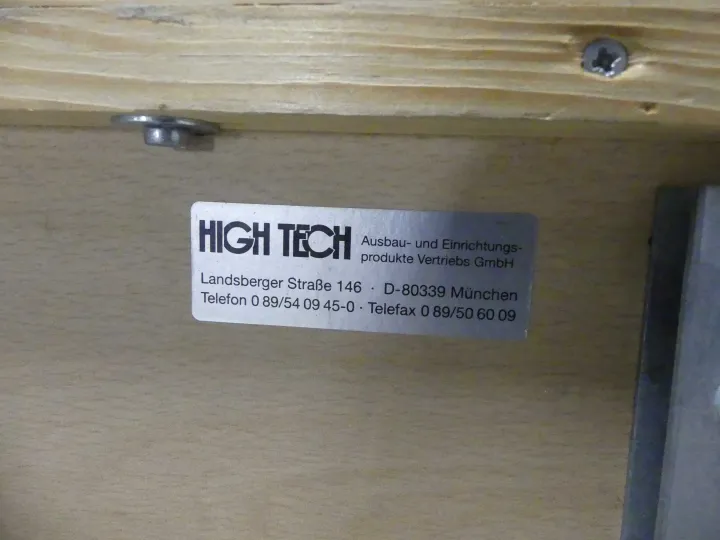 HIGH TECH Ausbau- und Einrichtungs-
produkte Vertriebs GmbH
Landsberger Straße 146 · D-80339 München
Telefon 0 89/54 09 45-0 · Telefax 0 89/50 60 09